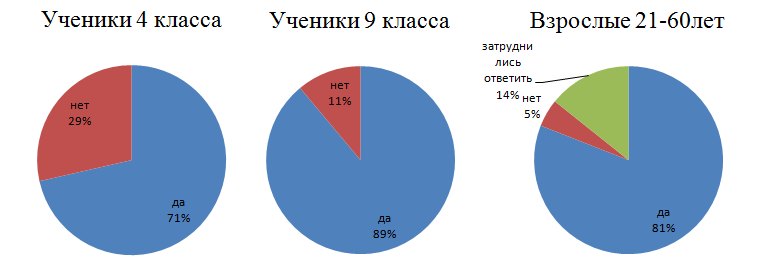 Ученики 4 класса
нет
29%
да
71%
Ученики 9 класса
нет
11%
да
89%
Взрослые 21-60лет
затрудни
лись
ответить
14%
нет
5%
да
81%